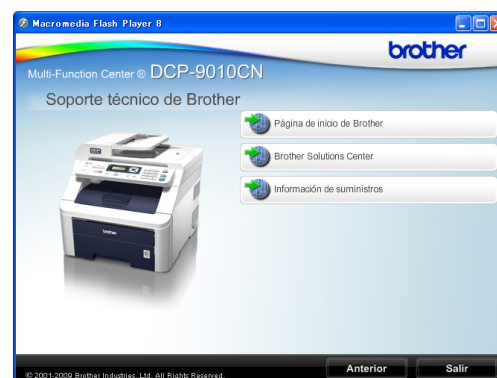 Macromedia Flash Player 8
brother
Multi-Function Center ® DCP-9010CN
Soporte técnico de Brother
Página de inicio de Brother
Brother Solutions Center
Información de suministros
Anterior
Salir
© 2001-2009 Brother Industries, Ltd. All Rights Reserved.